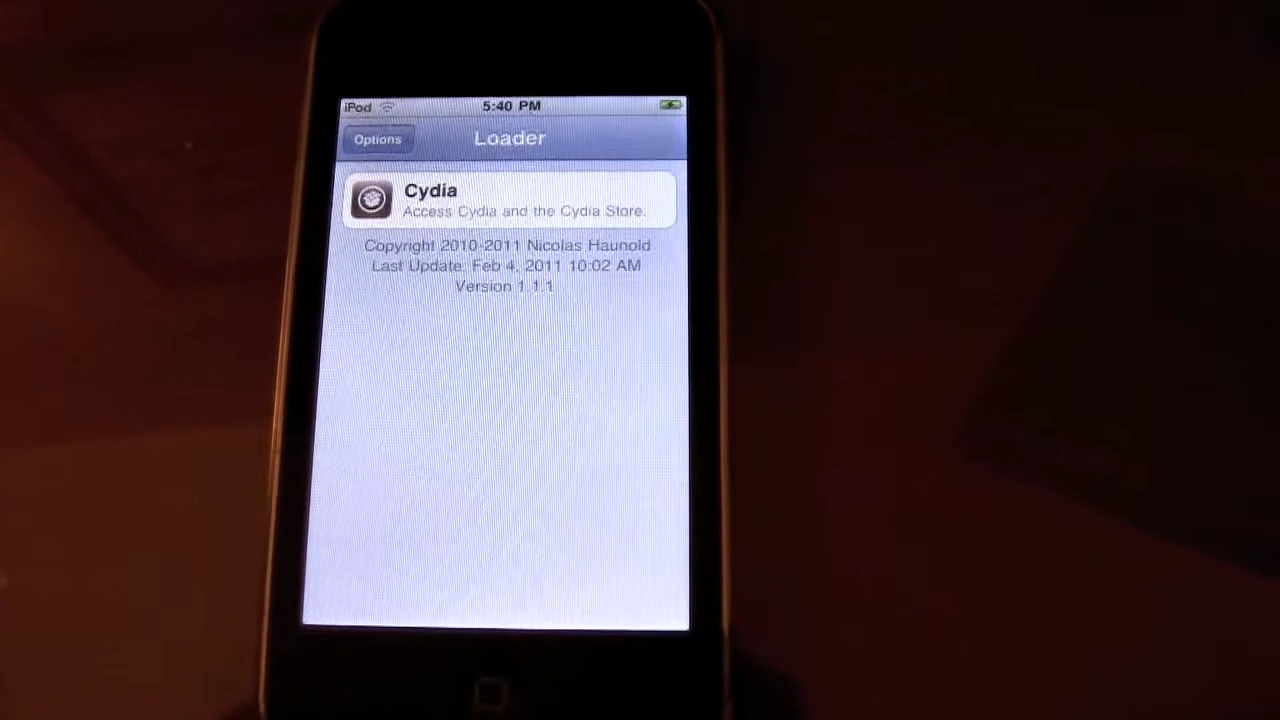 iPod 5:40 PM
Options Loader
Cydia
Access Cydia and the Cydia Store.
Copyright 2010-2011 Nicolas Haunold
Last Update: Feb 4, 2011 10:02 AM
Version 1.1.1